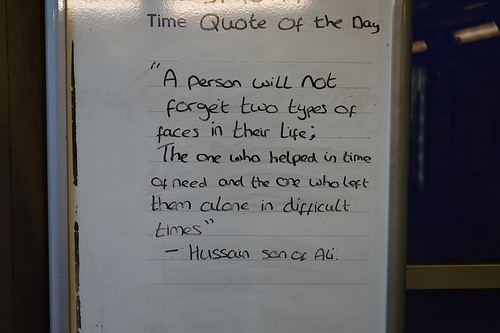 Time Quote of the Day
"A person will not
forget two types of
faces in their life;
The one who helped in time
of need and the one who left
them alone in difficult
times"
- Hussain son of Ali.